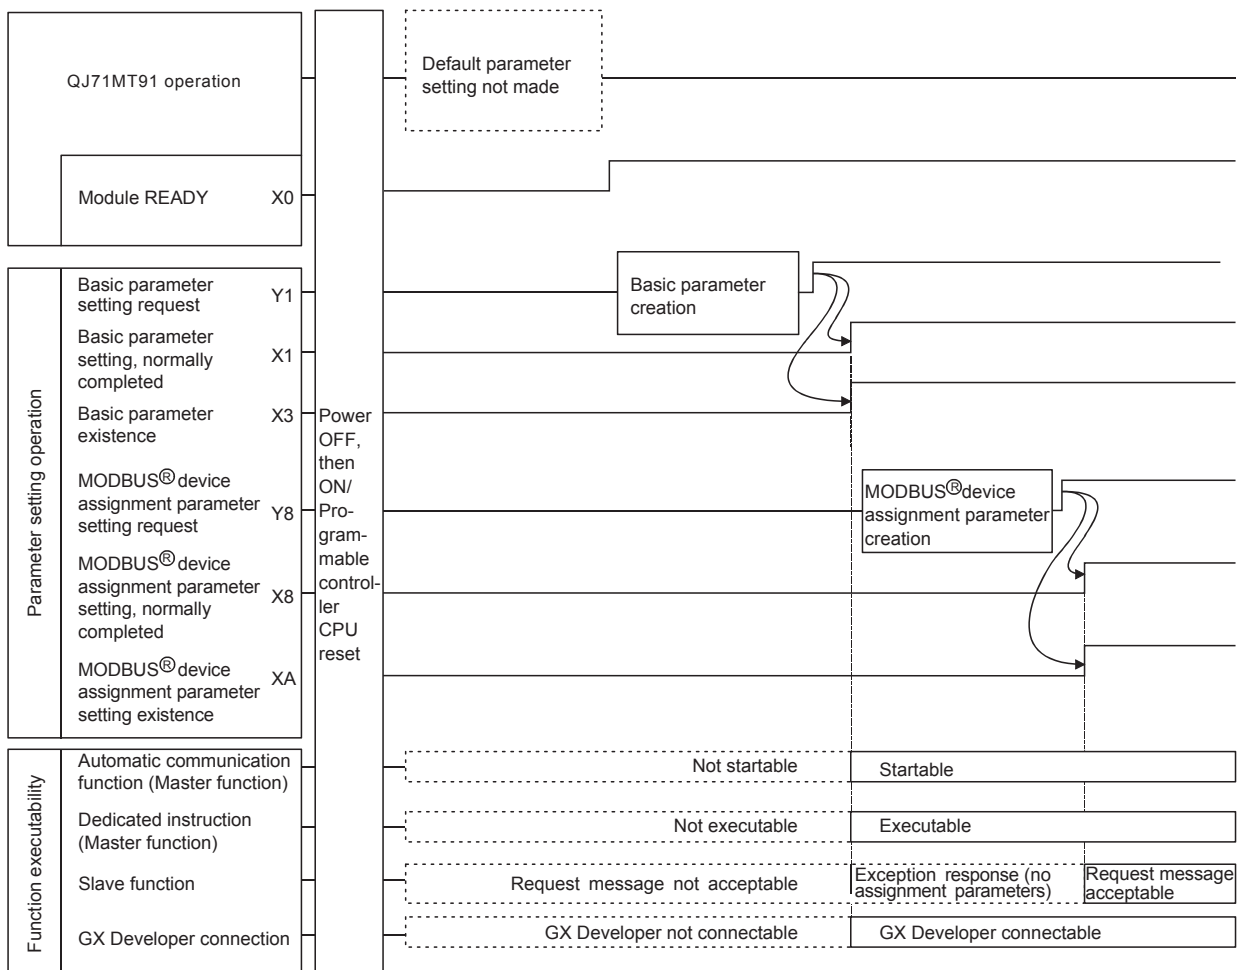 QJ71MT91 operation
Default parameter
setting not made
Module READY X0
Parameter setting operation
Basic parameter
setting request Y1
Basic parameter
creation
Basic parameter
setting, normally
completed X1
Basic parameter
existence X3
MODBUS® device
assignment parameter
setting request Y8
MODBUS® device
assignment parameter
creation
MODBUS® device
assignment parameter
setting, normally
completed X8
MODBUS® device
assignment parameter
setting existence XA
Power
OFF,
then
ON/
Pro-
gram-
mable
control-
ler
CPU
reset
Function executability
Automatic communication
function (Master function)
Not startable
Startable
Dedicated instruction
(Master function)
Not executable
Executable
Slave function
Request message not acceptable
Exception response (no
assignment parameters)
Request message
acceptable
GX Developer connection
GX Developer not connectable
GX Developer connectable